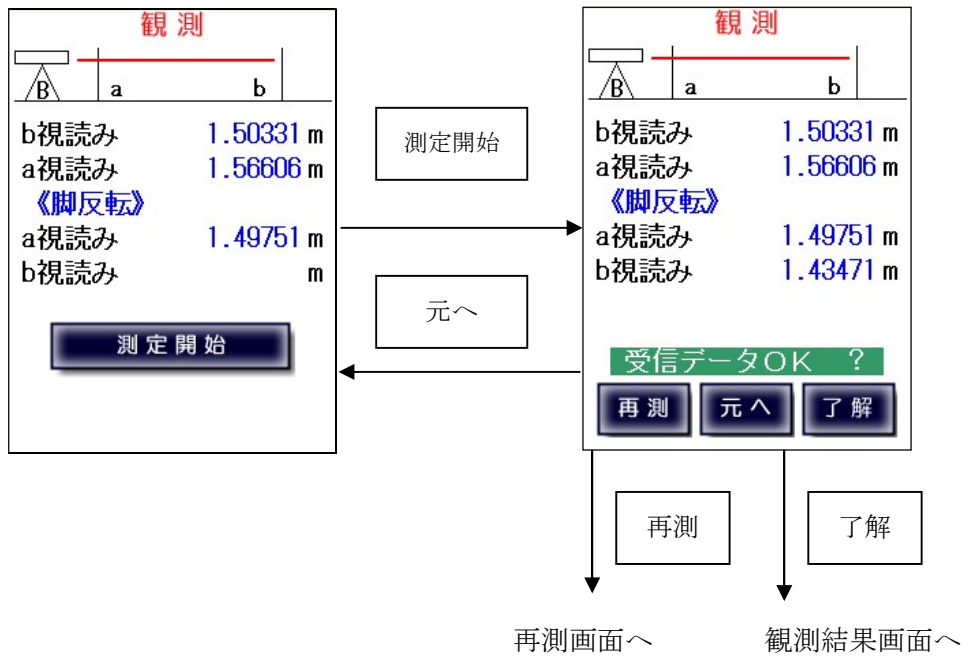 観 測
B a b
b視読み 1.50331 m
a視読み 1.56606 m
《脚反転》
a視読み 1.49751 m
b視読み m
測 定 開 始
測定開始
元へ
観 測
B a b
b視読み 1.50331 m
a視読み 1.56606 m
《脚反転》
a視読み 1.49751 m
b視読み 1.43471 m
受信データOK ?
再 測 元 へ 了 解
再測 了解
再測画面へ 観測結果画面へ